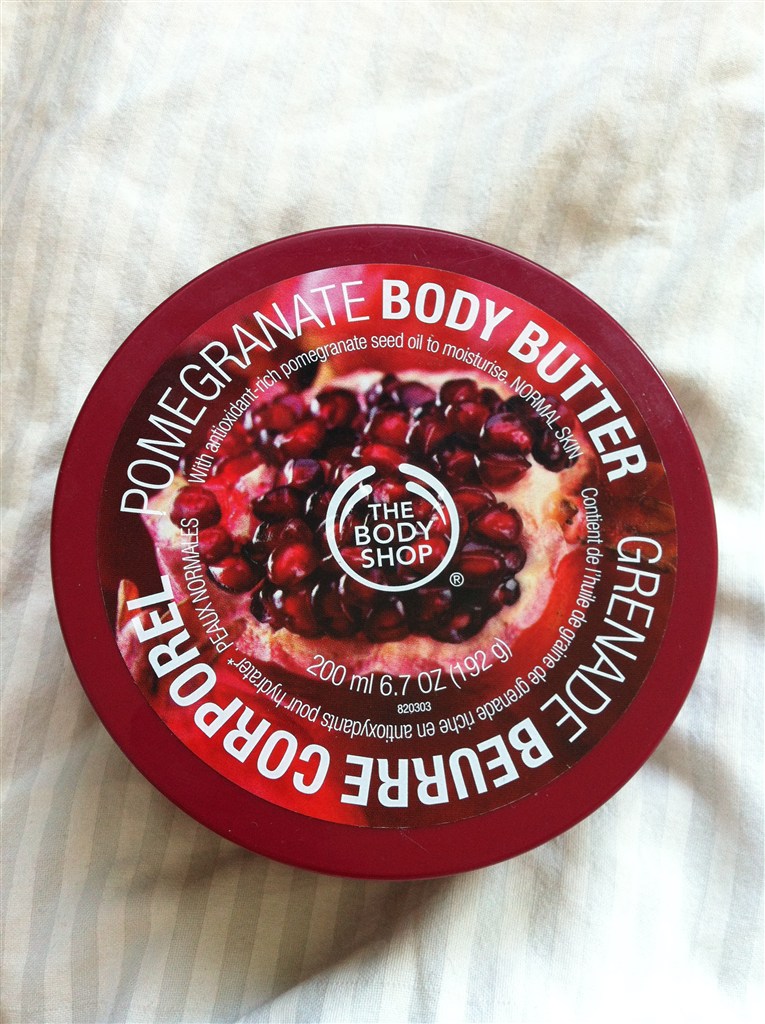 POMEGRANATE BODY BUTTER
With antioxidant-rich pomegranate seed oil to moisturise. NORMAL SKIN
THE
BODY
SHOP
®
200 ml 6.7 OZ (192 g)
820303
GRENADE BEURRE CORPOREL
Contient de l'huile de graine de grenade riche en antioxydants pour hydrater* PEAUX NORMALES